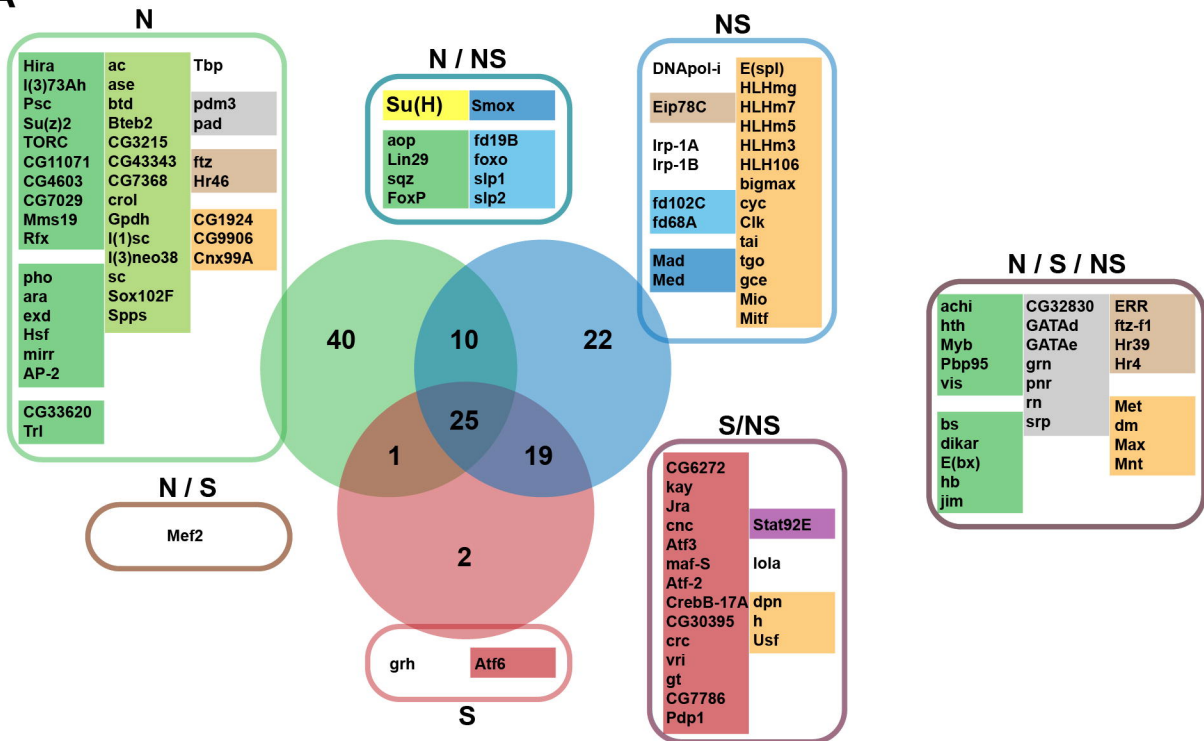 A
N
Hira
l(3)73Ah
Psc
Su(z)2
TORC
CG11071
CG4603
CG7029
Mms19
Rfx
pho
ara
exd
Hsf
mirr
AP-2
CG33620
Trl
ac
ase
btd
Bteb2
CG3215
CG43343
CG7368
crol
Gpdh
l(1)sc
l(3)neo38
sc
Sox102F
Spps
Tbp
pdm3
pad
ftz
Hr46
CG1924
CG9906
Cnx99A
N / NS
Su(H)
Smox
aop
Lin29
sqz
FoxP
fd19B
foxo
slp1
slp2
NS
DNApol-i
Eip78C
Irp-1A
Irp-1B
fd102C
fd68A
Mad
Med
E(spl)
HLHmg
HLHm7
HLHm5
HLHm3
HLH106
bigmax
cyc
Clk
tai
tgo
gce
Mio
Mitf
N / S / NS
achi
hth
Myb
Pbp95
vis
bs
dikar
E(bx)
hb
jim
CG32830
GATAd
GATAe
grn
pnr
rn
srp
ERR
ftz-f1
Hr39
Hr4
Met
dm
Max
Mnt
40
10
22
25
1
19
2
N / S
Mef2
S/NS
CG6272
kay
Jra
cnc
Atf3
maf-S
Atf-2
CrebB-17A
CG30395
crc
vri
gt
CG7786
Pdp1
Stat92E
lola
dpn
h
Usf
grh
Atf6
S